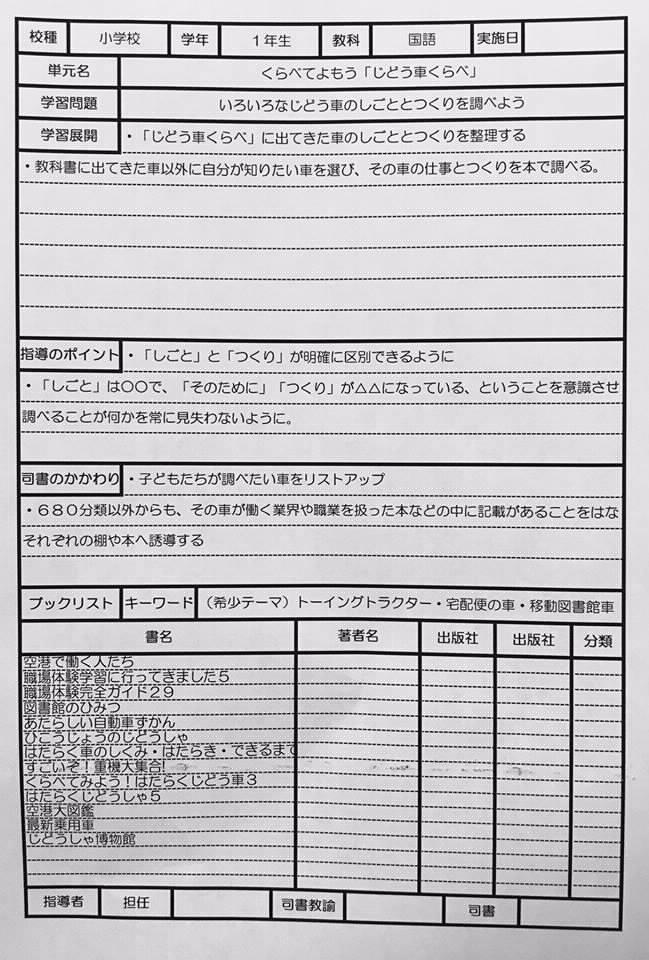 校種 小学校 学年 1年生 教科 国語 実施日
単元名 くらべてよもう「じどう車くらべ」
学習問題 いろいろなじどう車のしごととつくりを調べよう
学習展開 ・「じどう車くらべ」に出てきた車のしごととつくりを整理する
・教科書に出てきた車以外に自分が知りたい車を選び、その車の仕事とつくりを本で調べる。
指導のポイント ・「しごと」と「つくり」が明確に区別できるように
・「しごと」は〇〇で、「そのために」「つくり」が△△になっている、ということを意識させ
調べることが何かを常に見失わないように。
司書のかかわり ・子どもたちが調べたい車をリストアップ
・680分類以外からも、その車が働く業界や職業を扱った本などの中に記載があることをはな
それぞれの棚や本へ誘導する
ブックリスト キーワード （希少テーマ）トーイングトラクター・宅配便の車・移動図書館車
書名 著者名 出版社 出版社 分類
空港で働く人たち
職場体験学習に行ってきました5
職場体験完全ガイド29
図書館のひみつ
あたらしい自動車ずかん
ひこうじょうのじどうしゃ
はたらく車のしくみ・はたらき・できるまで
すごいぞ！重機大集合!
くらべてみよう！はたらくじどう車3
はたらくじどうしゃ5
空港大図鑑
最新乗用車
じどうしゃ博物館
指導者 担任 司書教諭 司書